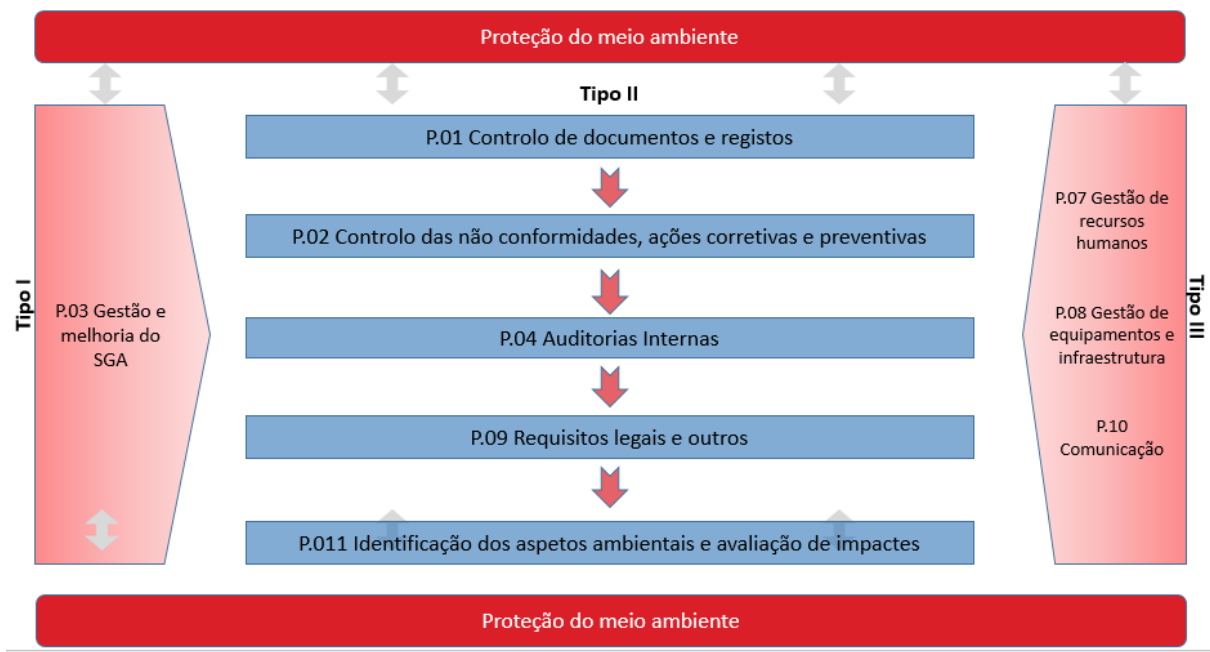 Proteção do meio ambiente
Tipo II
P.01 Controlo de documentos e registos
P.02 Controlo das não conformidades, ações corretivas e preventivas
P.04 Auditorias Internas
P.09 Requisitos legais e outros
P.011 Identificação dos aspetos ambientais e avaliação de impactes
Tipo I
P.03 Gestão e
melhoria do
SGA
P.07 Gestão de
recursos
humanos
P.08 Gestão de
equipamentos e
infraestrutura
P.10
Comunicação
Tipo III
Proteção do meio ambiente